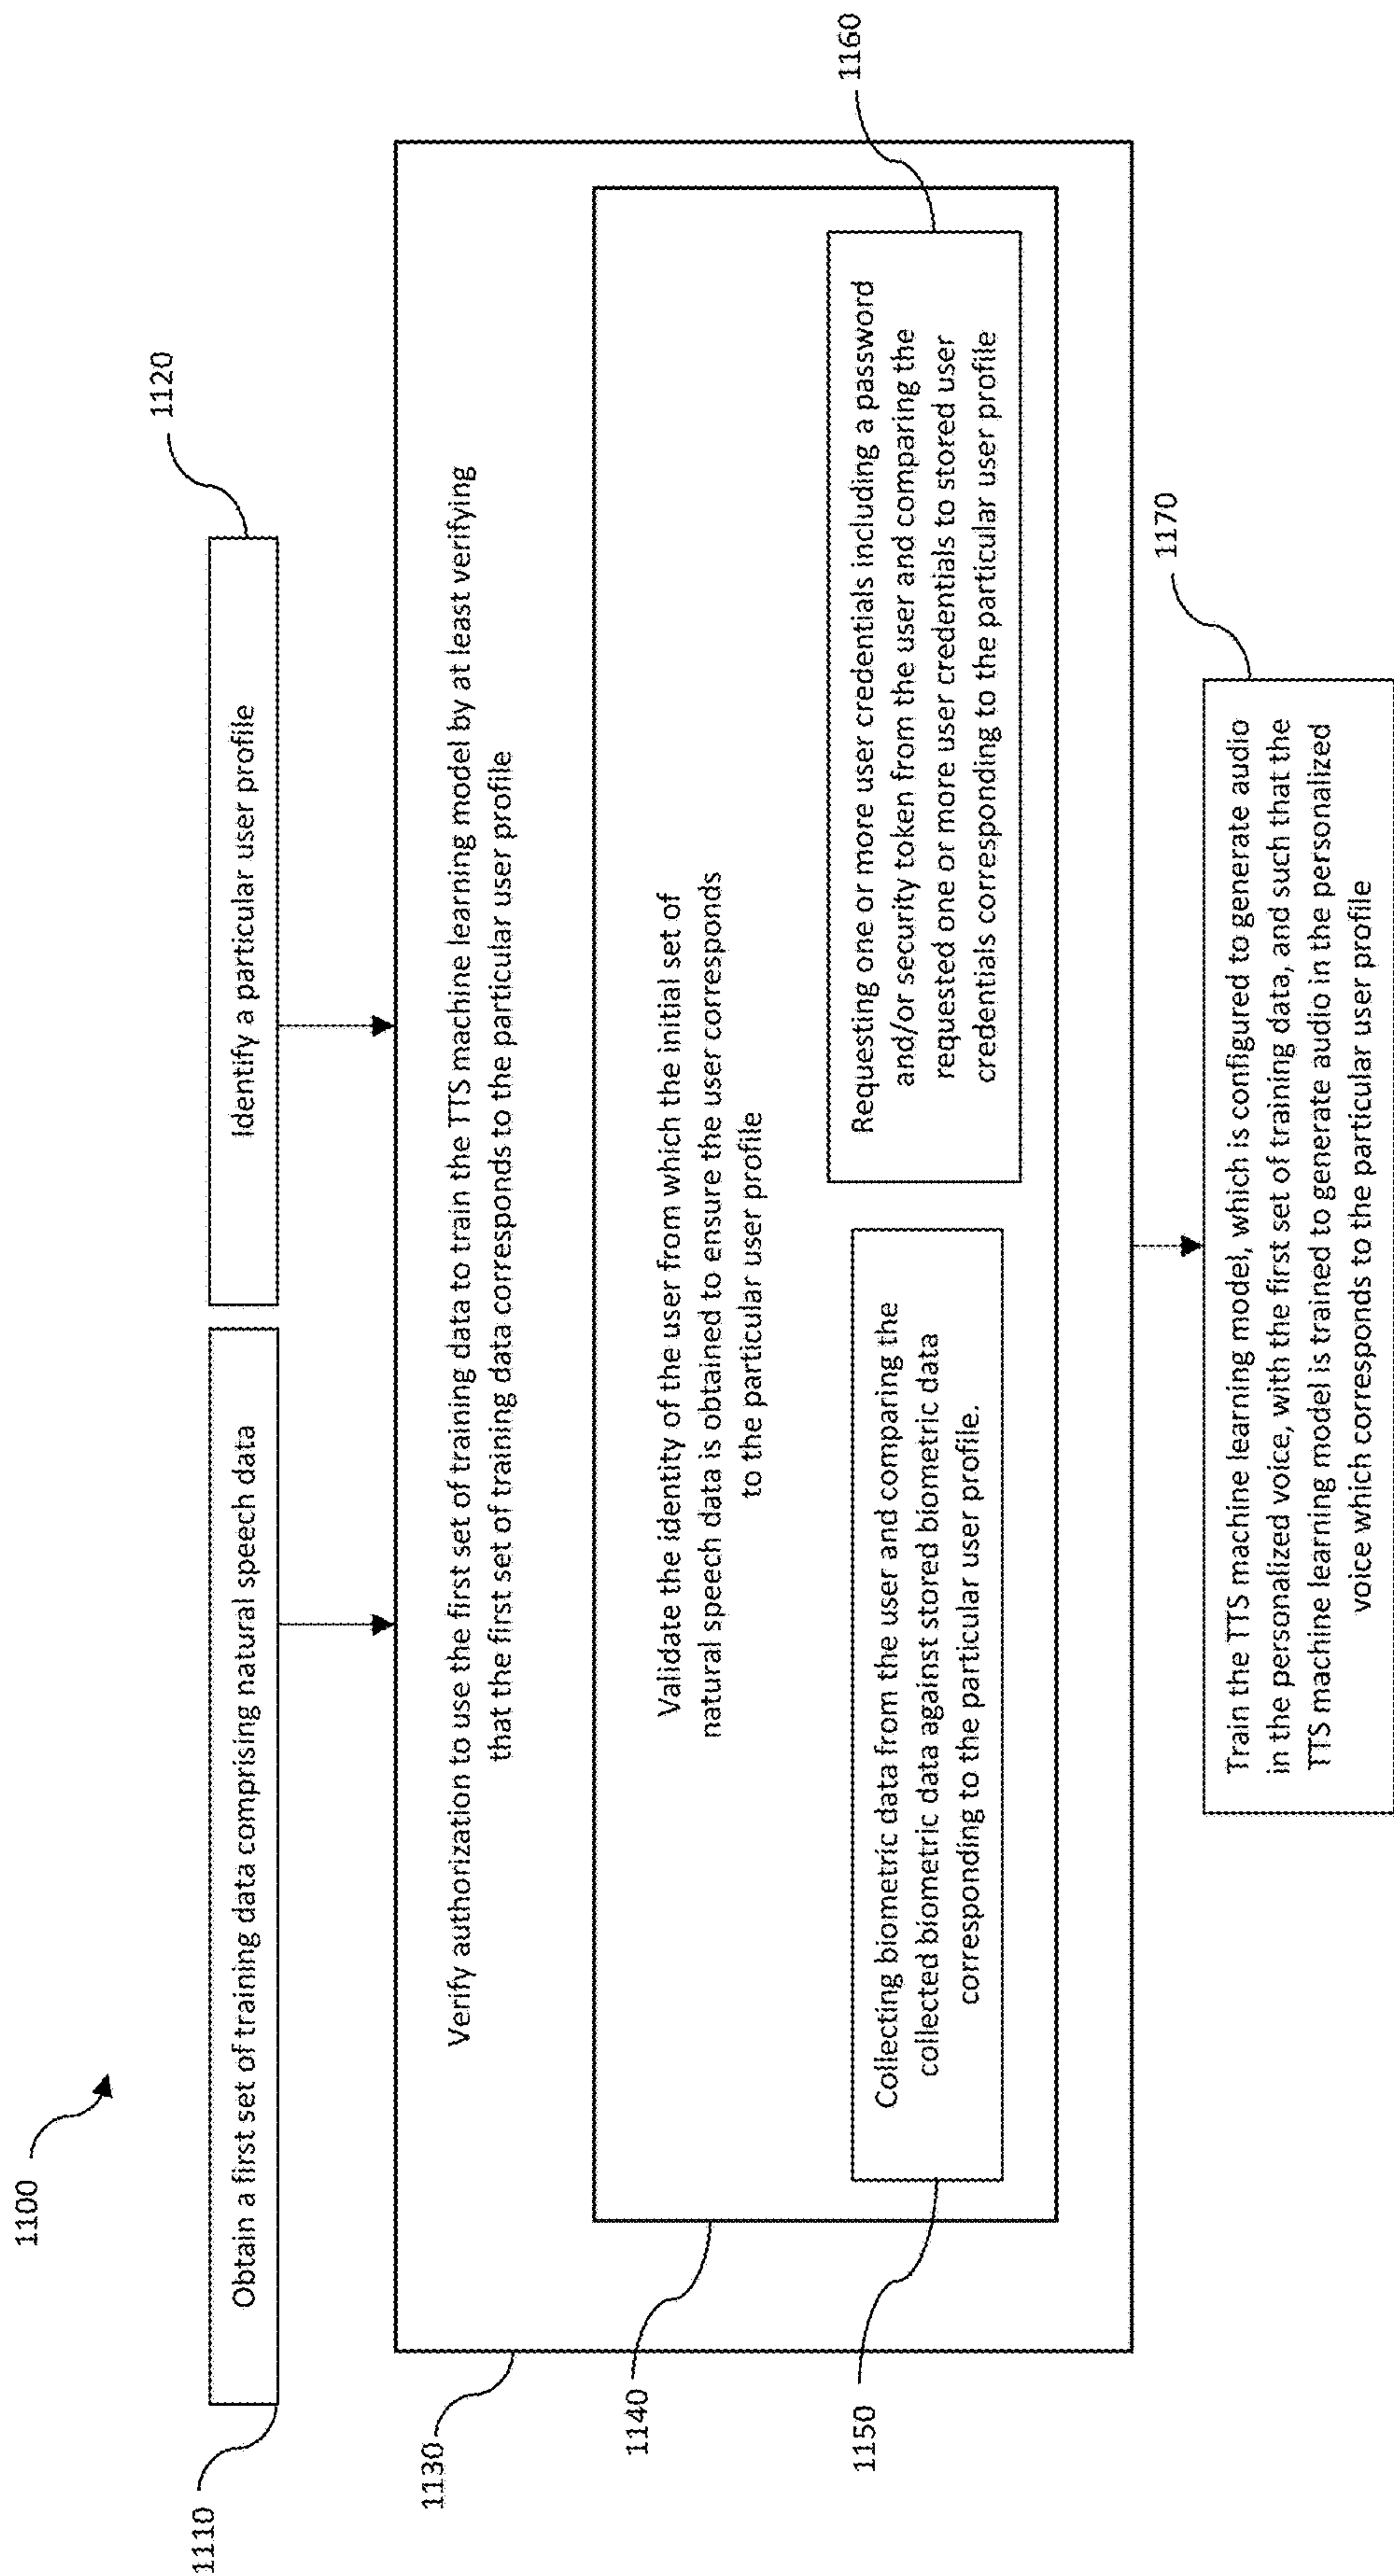 1100
1110
Obtain a first set of training data comprising natural speech data
1120
Identify a particular user profile
1130
Verify authorization to use the first set of training data to train the TTS machine learning model by at least verifying
that the first set of training data corresponds to the particular user profile
1140
Validate the identity of the user from which the initial set of
natural speech data is obtained to ensure the user corresponds
to the particular user profile
1150
Collecting biometric data from the user and comparing the
collected biometric data against stored biometric data
corresponding to the particular user profile.
1160
Requesting one or more user credentials including a password
and/or security token from the user and comparing the
requested one or more user credentials to stored user
credentials corresponding to the particular user profile
1170
Train the TTS machine learning model, which is configured to generate audio
in the personalized voice, with the first set of training data, and such that the
TTS machine learning model is trained to generate audio in the personalized
voice which corresponds to the particular user profile